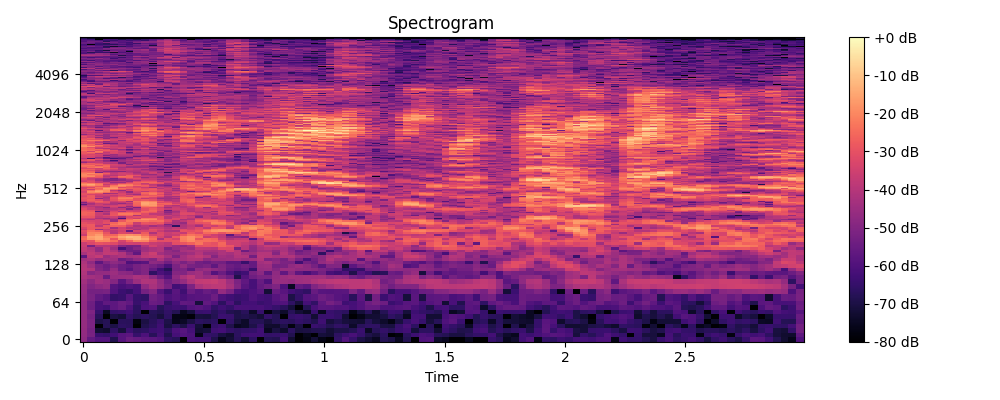 Spectrogram
Hz
4096
2048
1024
512
256
128
64
0
0
0.5
1
1.5
2
2.5
Time
+0 dB
-10 dB
-20 dB
-30 dB
-40 dB
-50 dB
-60 dB
-70 dB
-80 dB